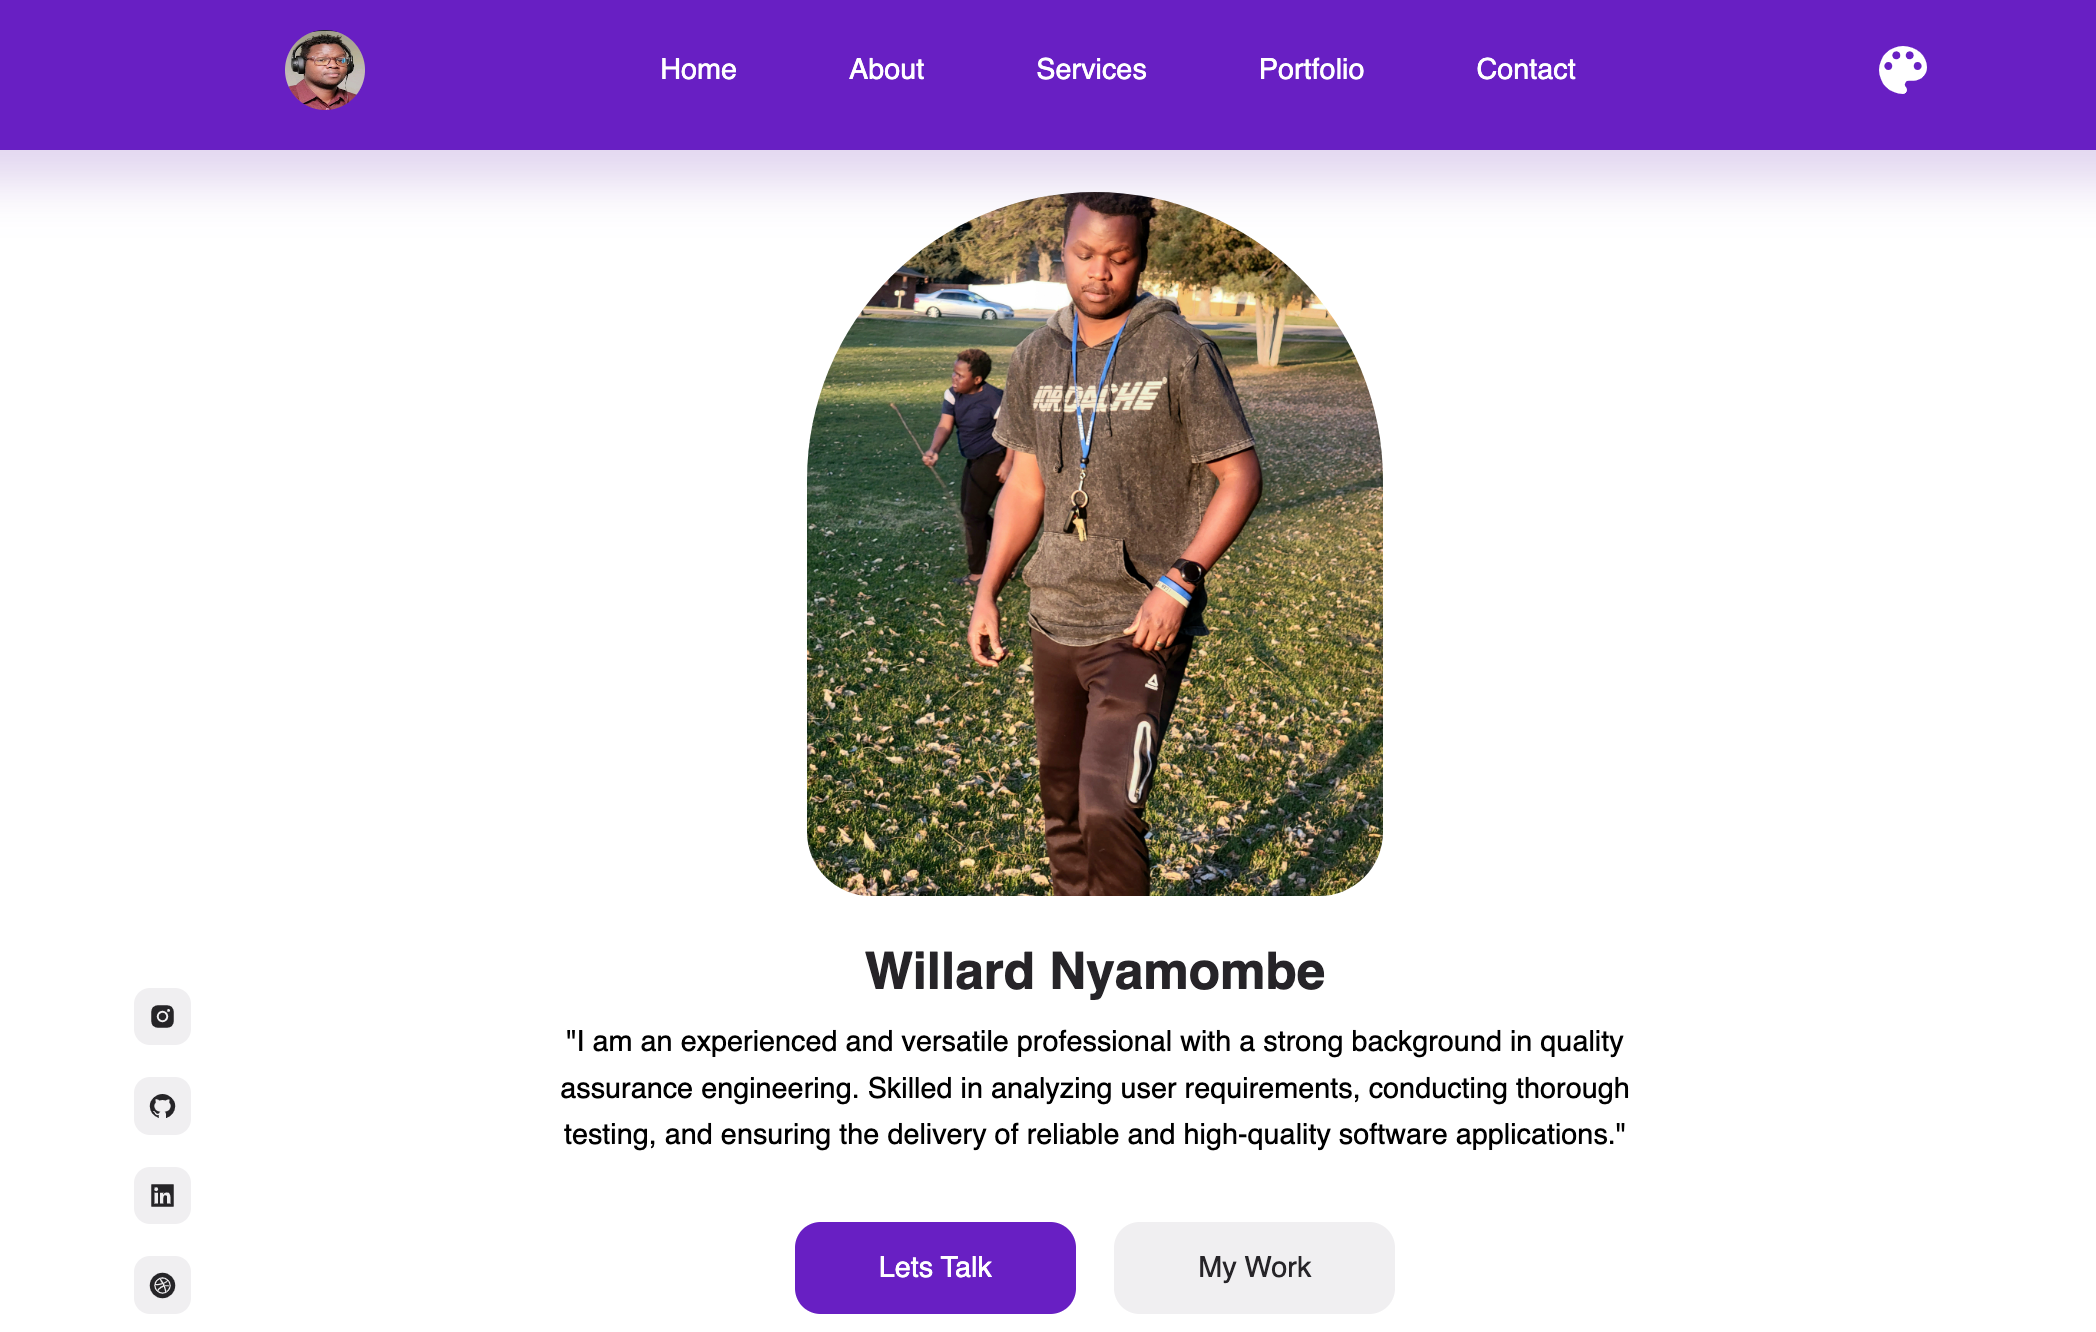 Home
About
Services
Portfolio
Contact
JORDACHE
Willard Nyamombe
"I am an experienced and versatile professional with a strong background in quality
assurance engineering. Skilled in analyzing user requirements, conducting thorough
testing, and ensuring the delivery of reliable and high-quality software applications."
in
Lets Talk
My Work